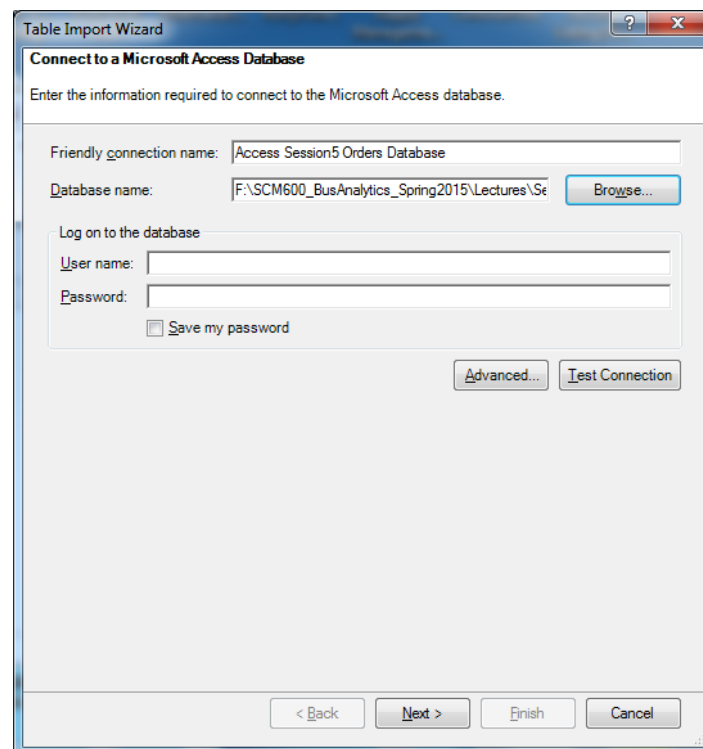 Table Import Wizard
?
X
Connect to a Microsoft Access Database
Enter the information required to connect to the Microsoft Access database.
Friendly connection name: Access Session5 Orders Database
Database name: F:\SCM600_BusAnalytics_Spring2015\Lectures\Se Browse...
Log on to the database
User name:
Password:
Save my password
Advanced... Test Connection
< Back Next > Finish Cancel